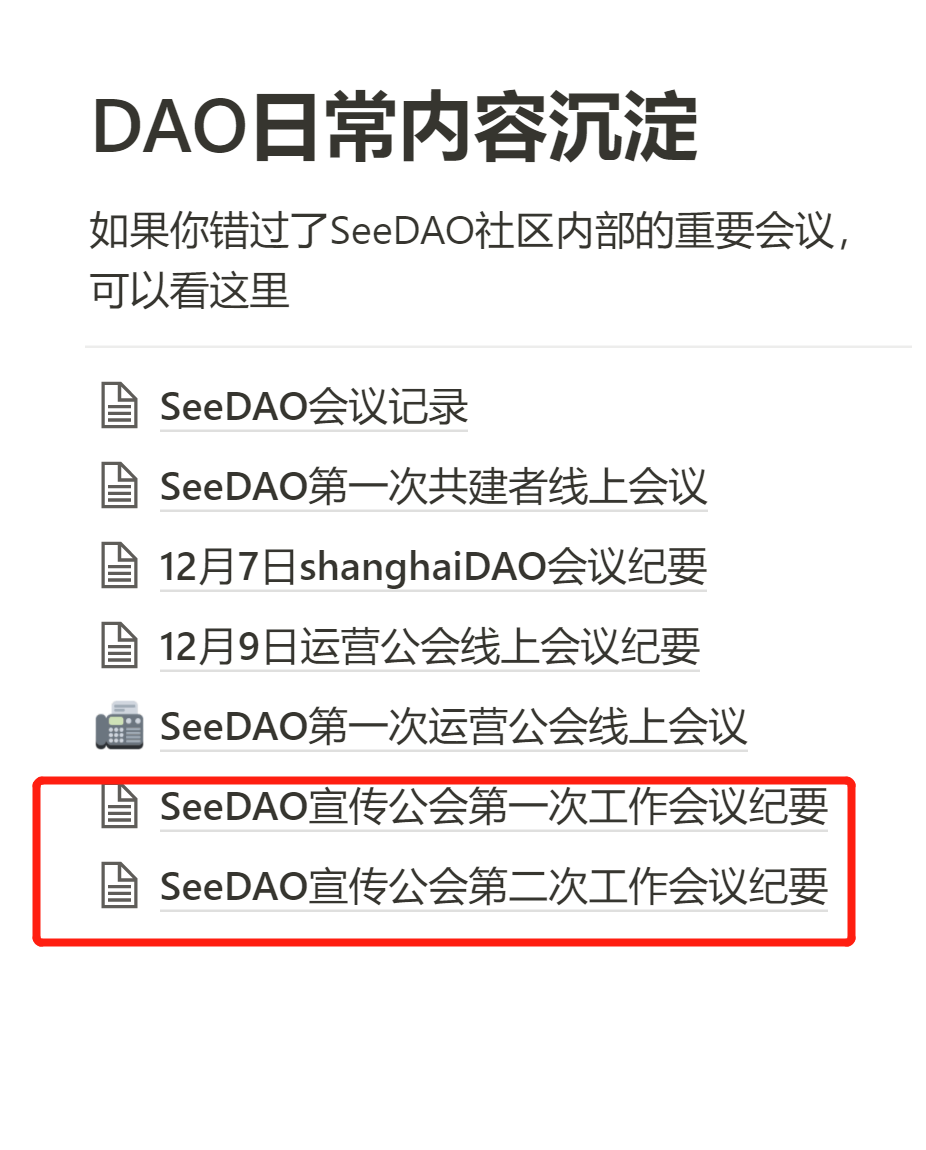 DAO日常内容沉淀
如果你错过了SeeDAO社区内部的重要会议，
可以看这里
SeeDAO会议记录
SeeDAO第一次共建者线上会议
12月7日shanghaiDAO会议纪要
12月9日运营公会线上会议纪要
SeeDAO第一次运营公会线上会议
SeeDAO宣传公会第一次工作会议纪要
SeeDAO宣传公会第二次工作会议纪要